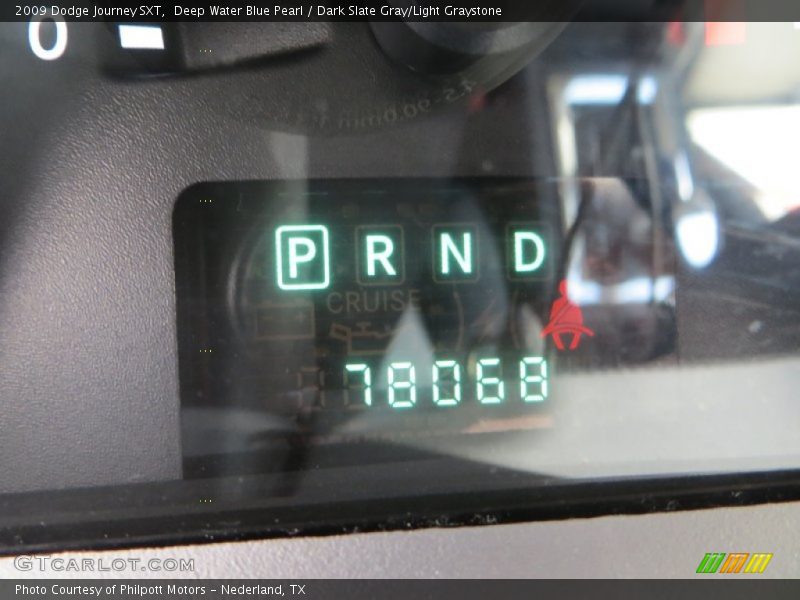 2009 Dodge Journey SXT,  Deep Water Blue Pearl / Dark Slate Gray/Light Graystone
0
P R N D
CRUISE
78068
GTCARLOT.COM
Photo Courtesy of Philpott Motors - Nederland, TX